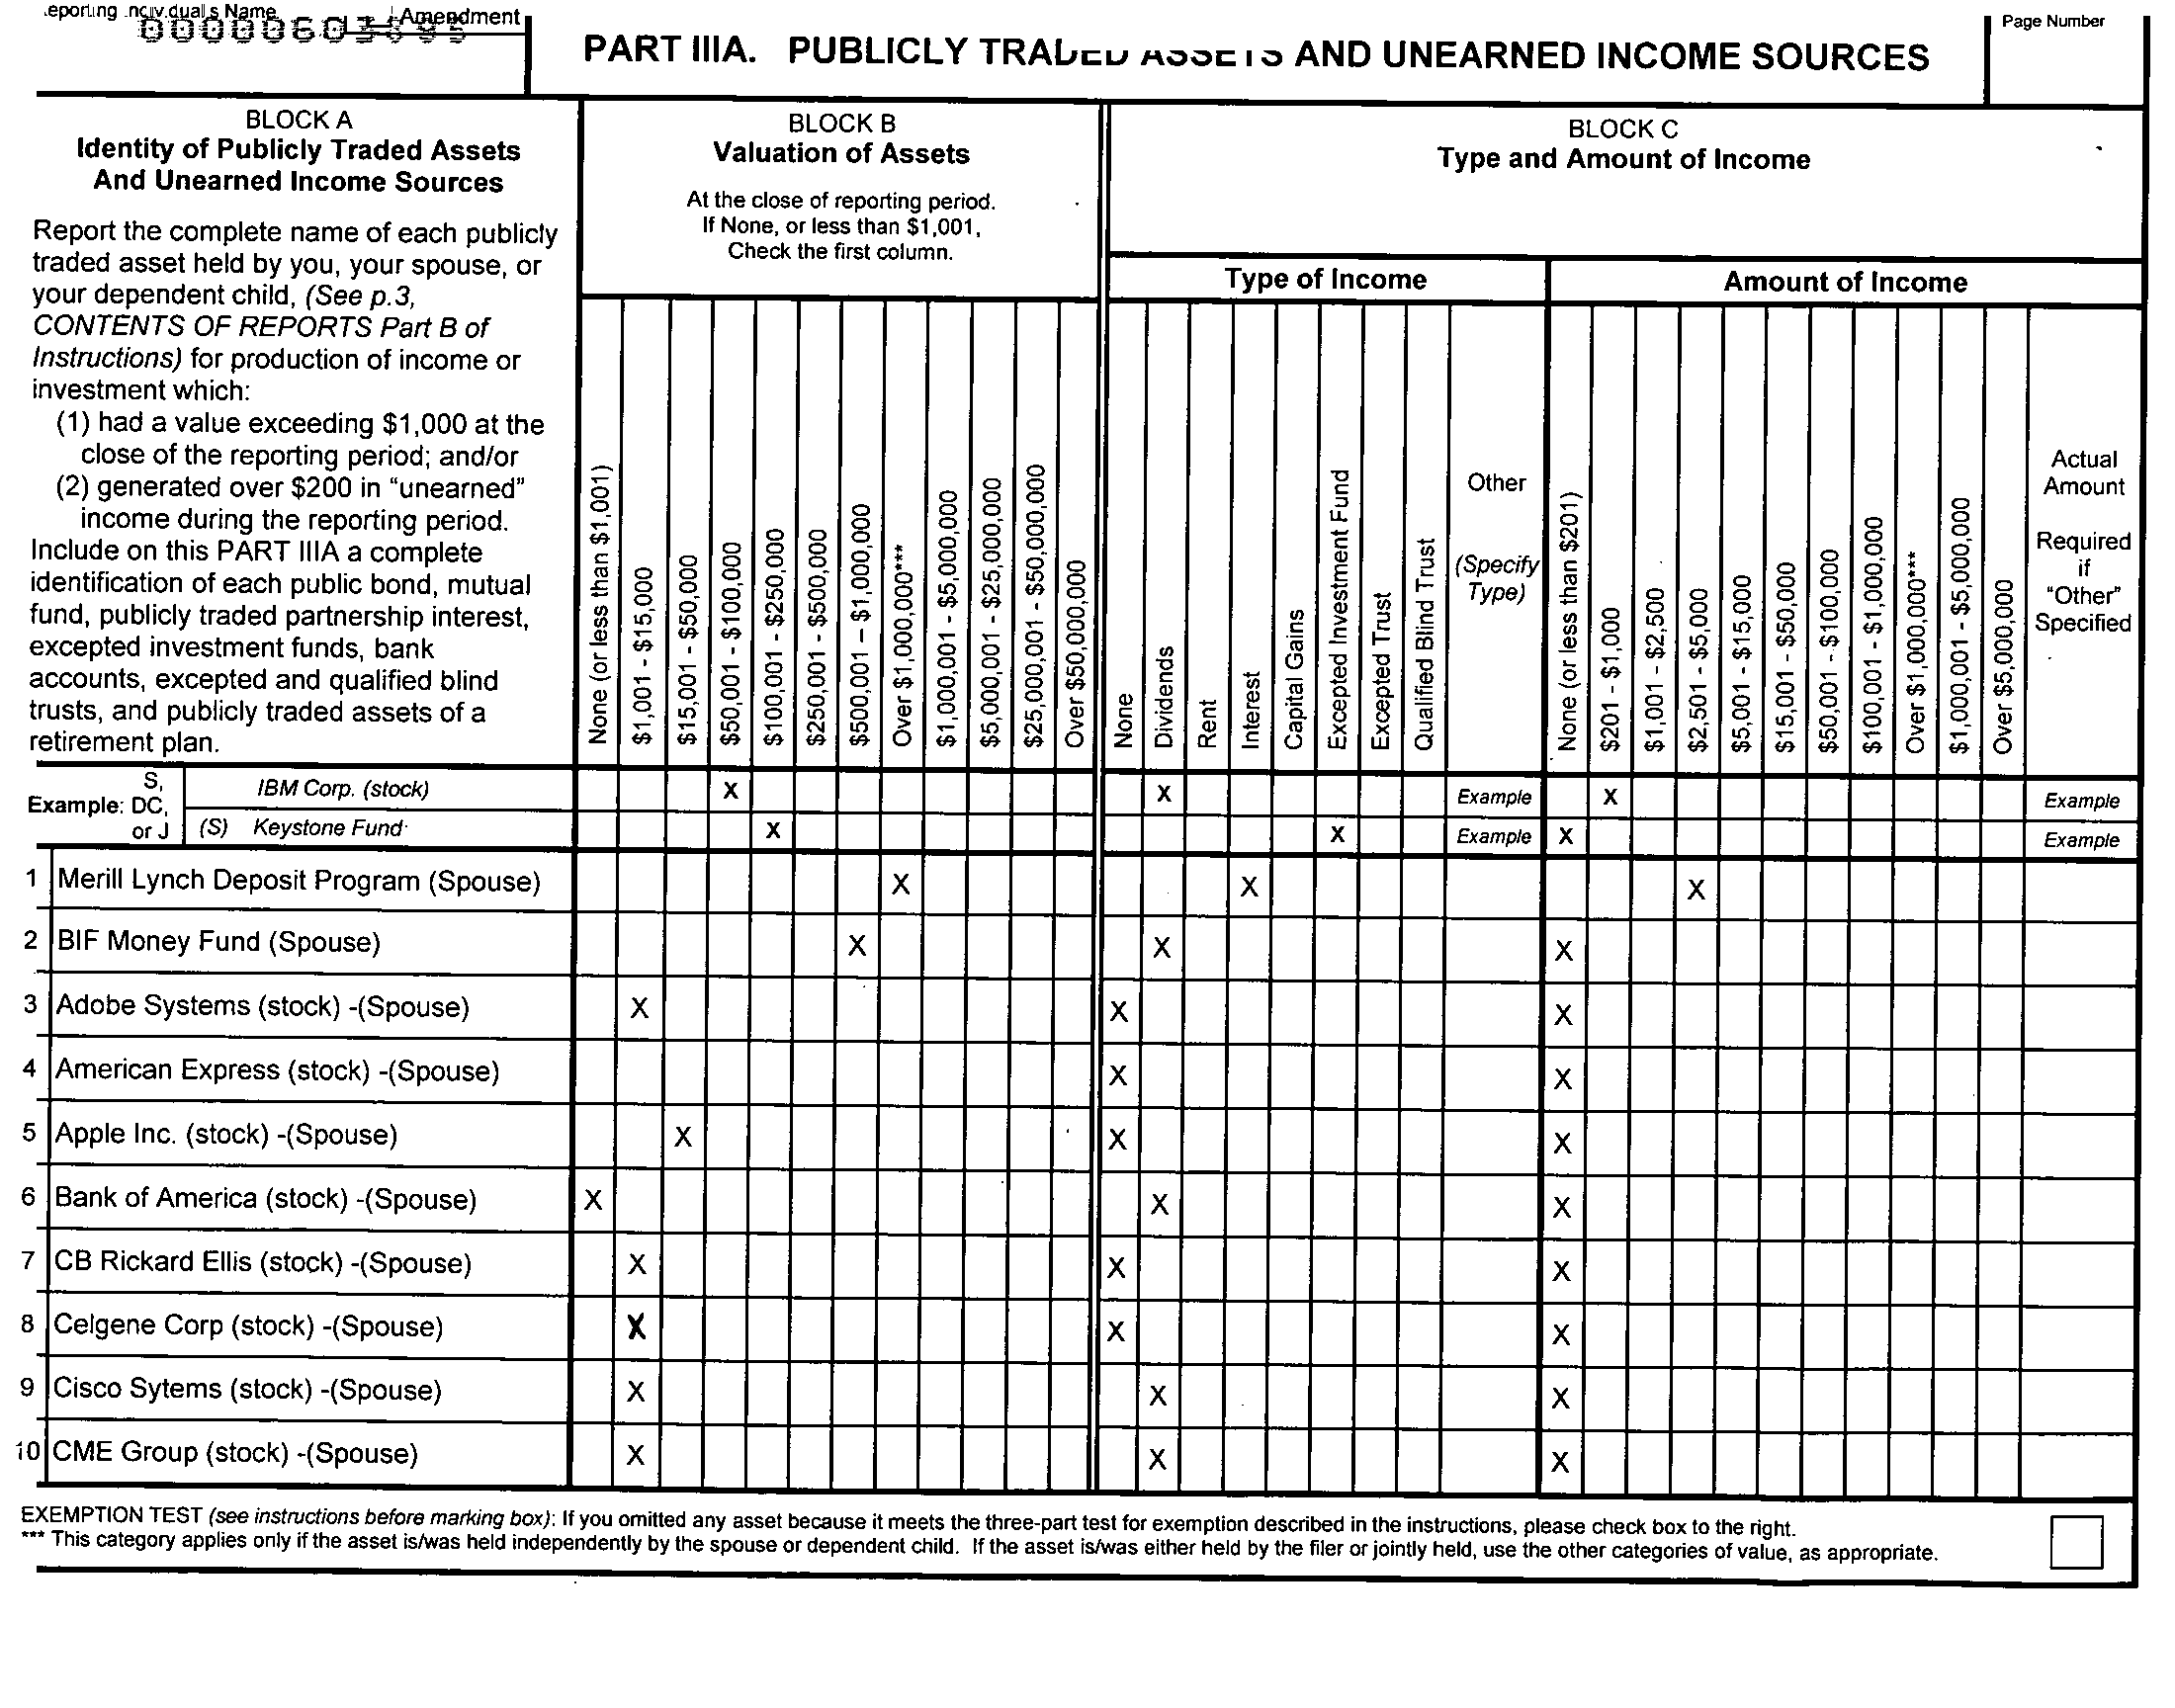 Name
Amendment
PART IIIA. PUBLICLY TRADED ASSETS AND UNEARNED INCOME SOURCES
Page Number
BLOCK A
Identity of Publicly Traded Assets
And Unearned Income Sources
Report the complete name of each publicly
traded asset held by you, your spouse, or
your dependent child, (See p.3,
CONTENTS OF REPORTS Part B of
Instructions) for production of income or
investment which:
(1) had a value exceeding $1,000 at the
close of the reporting period; and/or
(2) generated over $200 in “unearned”
income during the reporting period.
Include on this PART IIIA a complete
identification of each public bond, mutual
fund, publicly traded partnership interest,
excepted investment funds, bank
accounts, excepted and qualified blind
trusts, and publicly traded assets of a
retirement plan.
BLOCK B
Valuation of Assets
At the close of reporting period.
If None, or less than $1,001,
Check the first column.
None (or less than $1,001)
$1,001 - $15,000
$15,001 - $50,000
$50,001 - $100,000
$100,001 - $250,000
$250,001 - $500,000
$500,001 – $1,000,000
Over $1,000,000***
$1,000,001 - $5,000,000
$5,000,001 - $25,000,000
$25,000,001 - $50,000,000
Over $50,000,000
BLOCK C
Type and Amount of Income
Type of Income
None
Dividends
Rent
Interest
Capital Gains
Excepted Investment Fund
Excepted Trust
Qualified Blind Trust
Other
(Specify
Type)
Amount of Income
None (or less than $201)
$201 - $1,000
$1,001 - $2,500
$2,501 - $5,000
$5,001 - $15,000
$15,001 - $50,000
$50,001 - $100,000
$100,001 - $1,000,000
Over $1,000,000***
$1,000,001 - $5,000,000
Over $5,000,000
Actual
Amount
Required
if
“Other”
Specified
Example: S, DC, or J
IBM Corp. (stock) X X Example X Example
(S) Keystone Fund X X Example X Example
1 Merill Lynch Deposit Program (Spouse) X X X
2 BIF Money Fund (Spouse) X X X
3 Adobe Systems (stock) -(Spouse) X X X
4 American Express (stock) -(Spouse) X X
5 Apple Inc. (stock) -(Spouse) X X X
6 Bank of America (stock) -(Spouse) X X X
7 CB Rickard Ellis (stock) -(Spouse) X X X
8 Celgene Corp (stock) -(Spouse) X X X
9 Cisco Sytems (stock) -(Spouse) X X X
10 CME Group (stock) -(Spouse) X X X
EXEMPTION TEST (see instructions before marking box): If you omitted any asset because it meets the three-part test for exemption described in the instructions, please check box to the right.
*** This category applies only if the asset is/was held independently by the spouse or dependent child. If the asset is/was either held by the filer or jointly held, use the other categories of value, as appropriate.